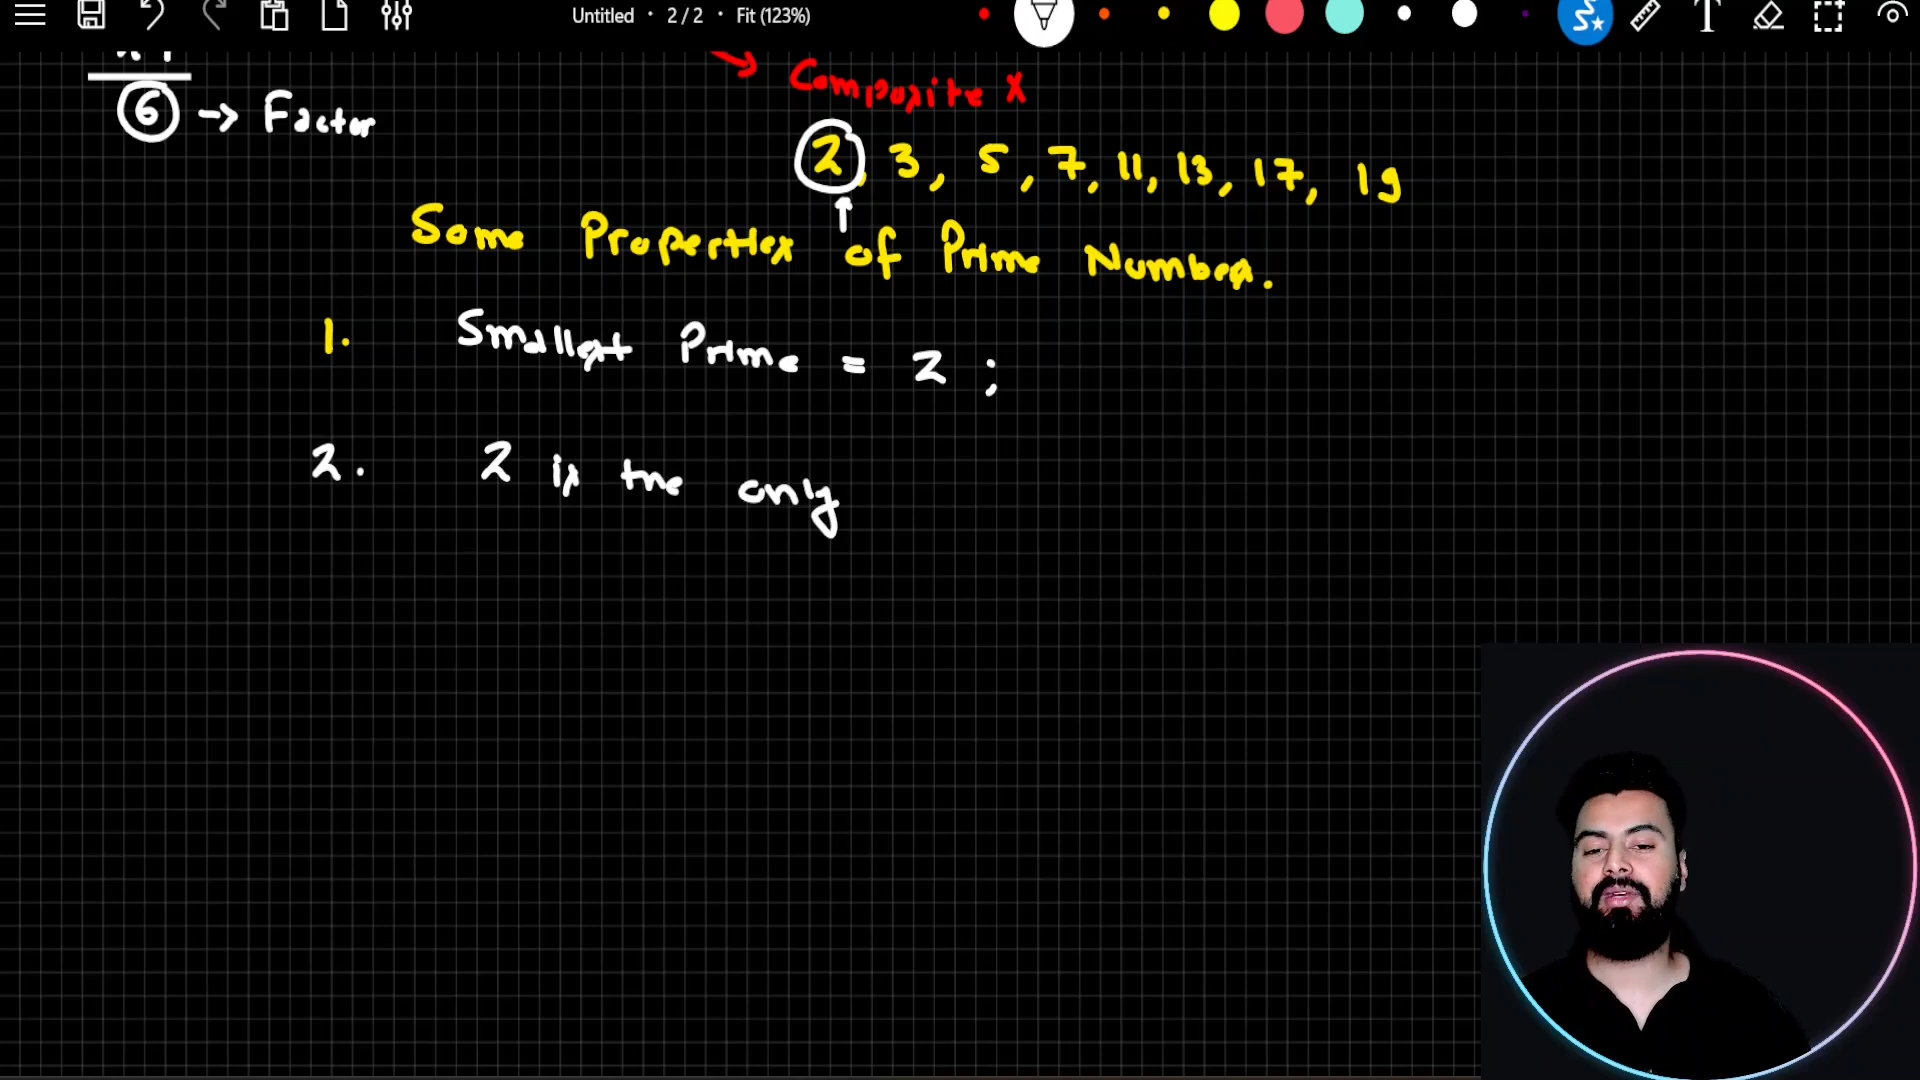 Untitled · 2 / 2 · Fit (123%)
T
Composite X
6 → Factor
2, 3, 5, 7, 11, 13, 17, 19
Some Properties of Prime Number.
1. Smallest Prime = 2 ;
2. 2 is the only